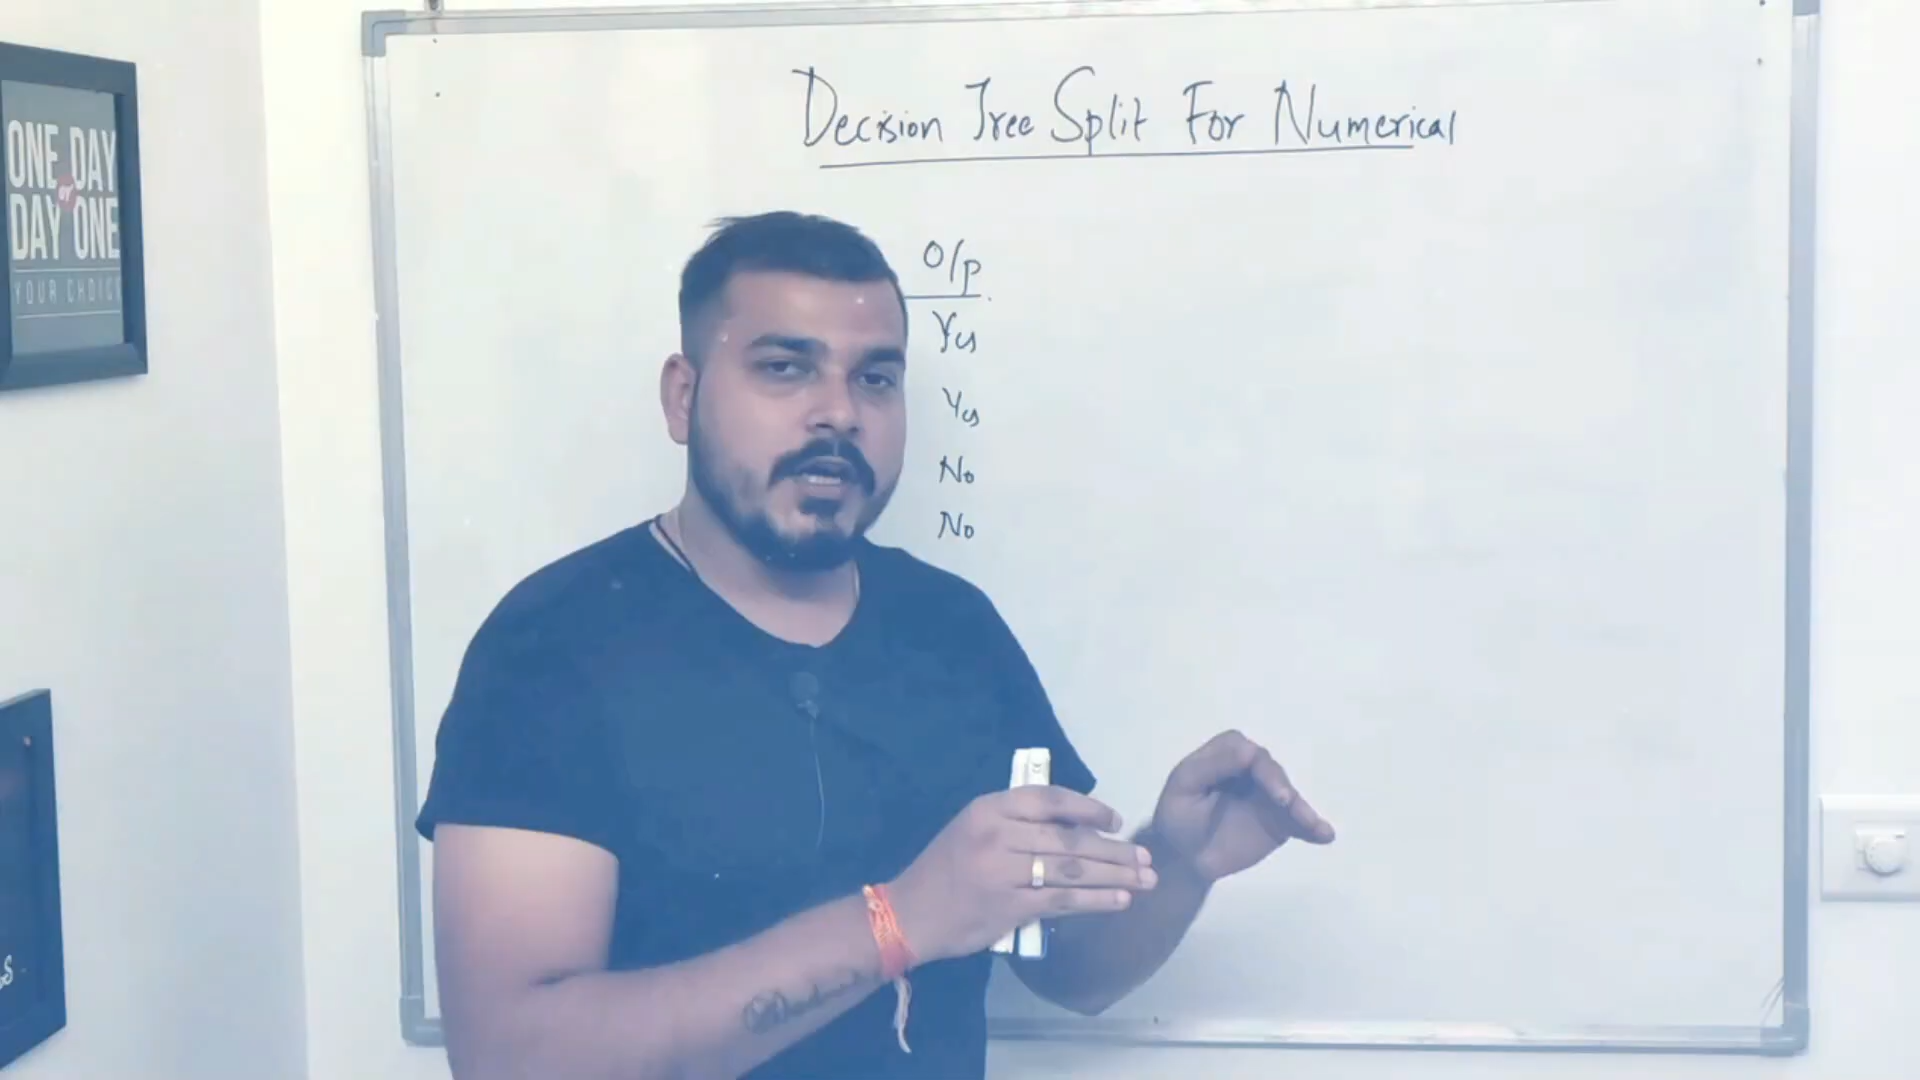 Decision Tree Split For Numerical
O/p
Yes
Yes
No
No
ONE DAY
or
DAY ONE
YOUR CHOICE